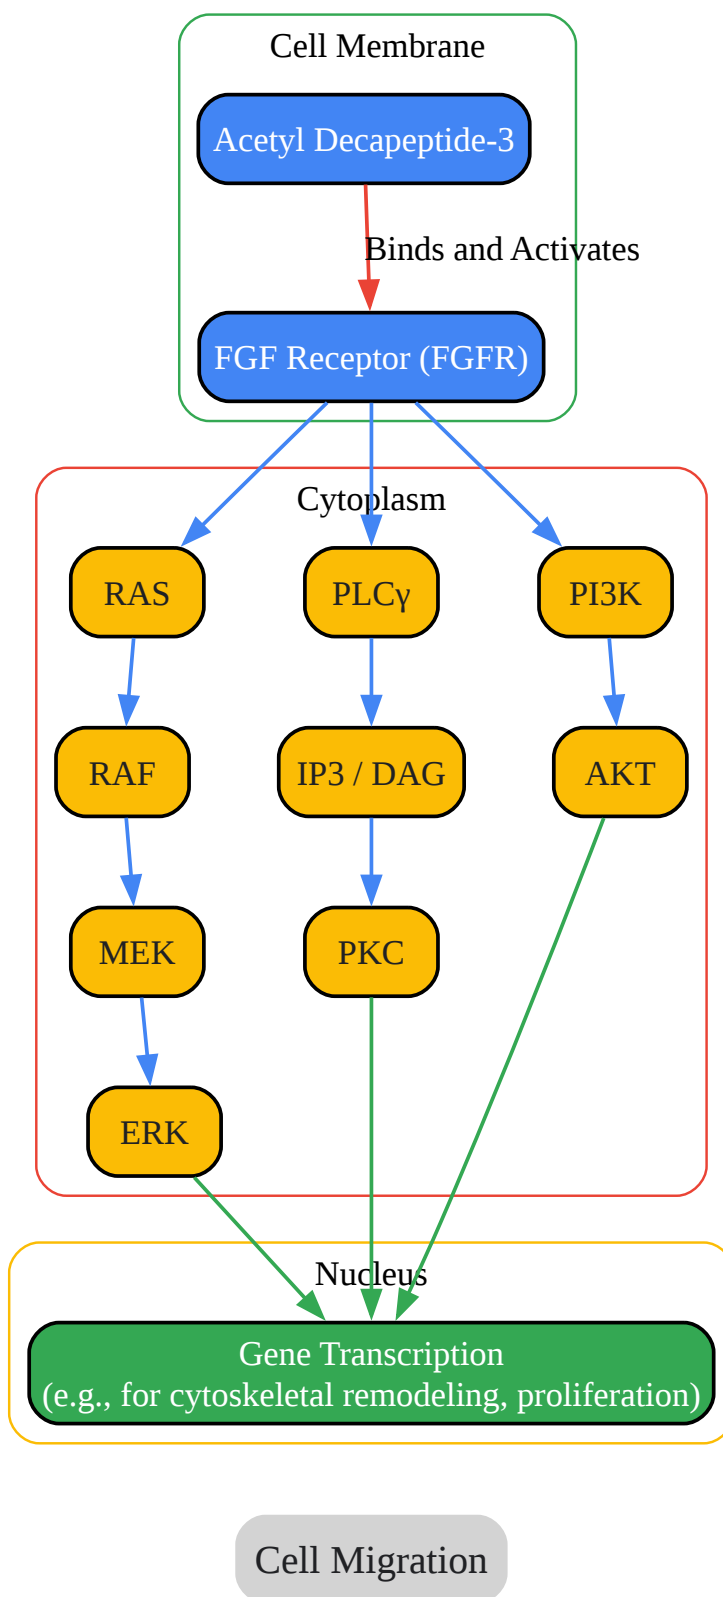 Cell Membrane
Acetyl Decapeptide-3
Binds and Activates
FGF Receptor (FGFR)
Cytoplasm
RAS
PLCγ
PI3K
RAF
IP3 / DAG
AKT
MEK
PKC
ERK
Nucleus
Gene Transcription
(e.g., for cytoskeletal remodeling, proliferation)
Cell Migration